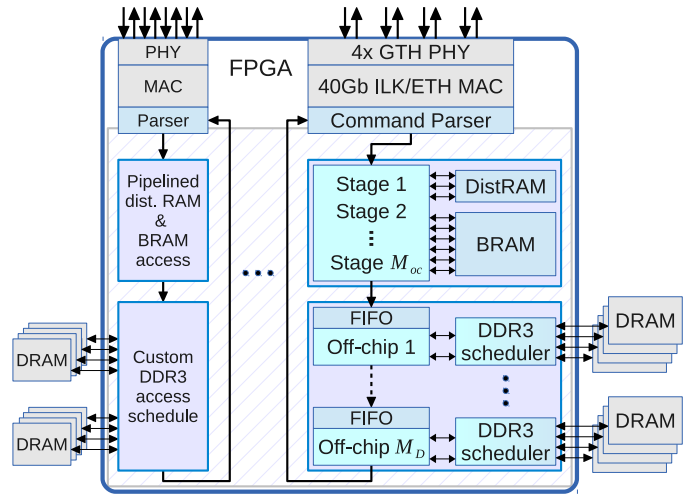 FPGA
PHY
MAC
Parser
Pipelined
dist. RAM
&
BRAM
access
Custom
DDR3
access
schedule
DRAM
DRAM
4x GTH PHY
40Gb ILK/ETH MAC
Command Parser
Stage 1
Stage 2
Stage M_oc
DistRAM
BRAM
FIFO
Off-chip 1
DDR3
scheduler
DRAM
FIFO
Off-chip M_D
DDR3
scheduler
DRAM